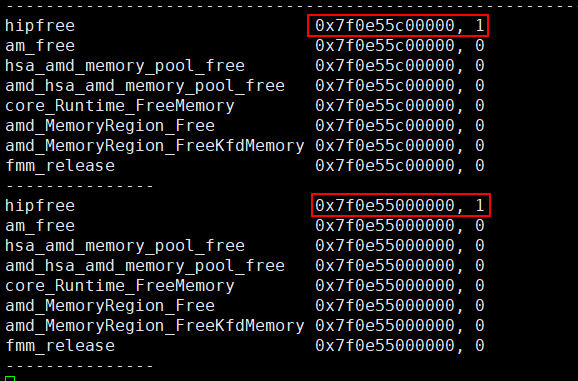 ----------------------------------------------------------
hipfree 0x7f0e55c00000, 1
am_free 0x7f0e55c00000, 0
hsa_amd_memory_pool_free 0x7f0e55c00000, 0
amd_hsa_amd_memory_pool_free 0x7f0e55c00000, 0
core_Runtime_FreeMemory 0x7f0e55c00000, 0
amd_MemoryRegion_Free 0x7f0e55c00000, 0
amd_MemoryRegion_FreeKfdMemory 0x7f0e55c00000, 0
fmm_release 0x7f0e55c00000, 0
---------------
hipfree 0x7f0e55000000, 1
am_free 0x7f0e55000000, 0
hsa_amd_memory_pool_free 0x7f0e55000000, 0
amd_hsa_amd_memory_pool_free 0x7f0e55000000, 0
core_Runtime_FreeMemory 0x7f0e55000000, 0
amd_MemoryRegion_Free 0x7f0e55000000, 0
amd_MemoryRegion_FreeKfdMemory 0x7f0e55000000, 0
fmm_release 0x7f0e55000000, 0
---------------